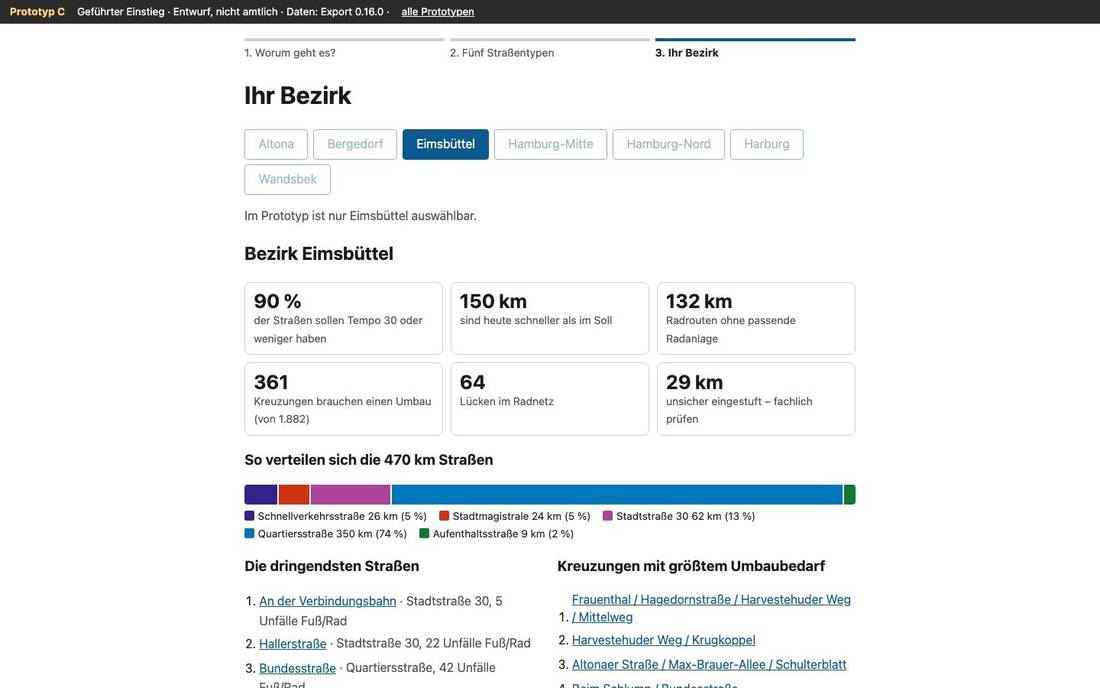 Prototyp C Geführter Einstieg · Entwurf, nicht amtlich · Daten: Export 0.16.0 · alle Prototypen
1. Worum geht es?
2. Fünf Straßentypen
3. Ihr Bezirk
Ihr Bezirk
Altona
Bergedorf
Eimsbüttel
Hamburg-Mitte
Hamburg-Nord
Harburg
Wandsbek
Im Prototyp ist nur Eimsbüttel auswählbar.
Bezirk Eimsbüttel
90 %
der Straßen sollen Tempo 30 oder
weniger haben
150 km
sind heute schneller als im Soll
132 km
Radrouten ohne passende
Radanlage
361
Kreuzungen brauchen einen Umbau
(von 1.882)
64
Lücken im Radnetz
29 km
unsicher eingestuft – fachlich
prüfen
So verteilen sich die 470 km Straßen
Schnellverkehrsstraße 26 km (5 %) Stadtmagistrale 24 km (5 %) Stadtstraße 30 62 km (13 %)
Quartiersstraße 350 km (74 %) Aufenthaltsstraße 9 km (2 %)
Die dringendsten Straßen
1. An der Verbindungsbahn · Stadtstraße 30, 5
Unfälle Fuß/Rad
2. Hallerstraße · Stadtstraße 30, 22 Unfälle Fuß/Rad
3. Bundesstraße · Quartiersstraße, 42 Unfälle
Fuß/Rad
Kreuzungen mit größtem Umbaubedarf
Frauenthal / Hagedornstraße / Harvestehuder Weg
1. / Mittelweg
2. Harvestehuder Weg / Krugkoppel
3. Altonaer Straße / Max-Brauer-Allee / Schulterblatt
4. Beim Schlump / Bundesstraße